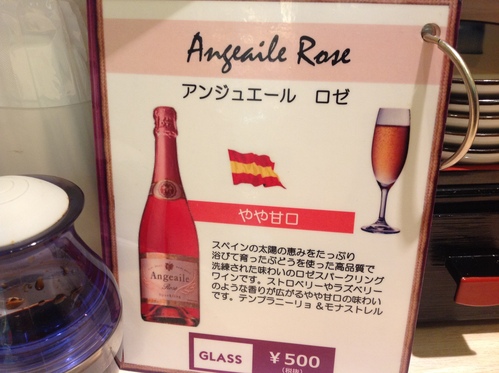 Angeaile Rose
アンジュエール ロゼ
やや甘口
スペインの太陽の恵みをたっぷり
浴びて育ったぶどうを使った高品質で
洗練された味わいのロゼスパークリング
ワインです。ストロベリーやラズベリー
のような香りが広がるやや甘口の味わい
です。テンプラニーリョ＆モナストレル
Angeaile
Rose
GLASS ￥500
(税抜)